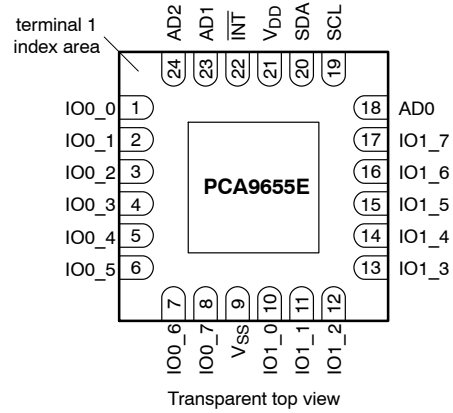 terminal 1
index area
AD2
AD1
INT
VDD
SDA
SCL
24
23
22
21
20
19
IO0_0 1
IO0_1 2
IO0_2 3
IO0_3 4
IO0_4 5
IO0_5 6
PCA9655E
18 AD0
17 IO1_7
16 IO1_6
15 IO1_5
14 IO1_4
13 IO1_3
7
8
9
10
11
12
IO0_6
IO0_7
VSS
IO1_0
IO1_1
IO1_2
Transparent top view